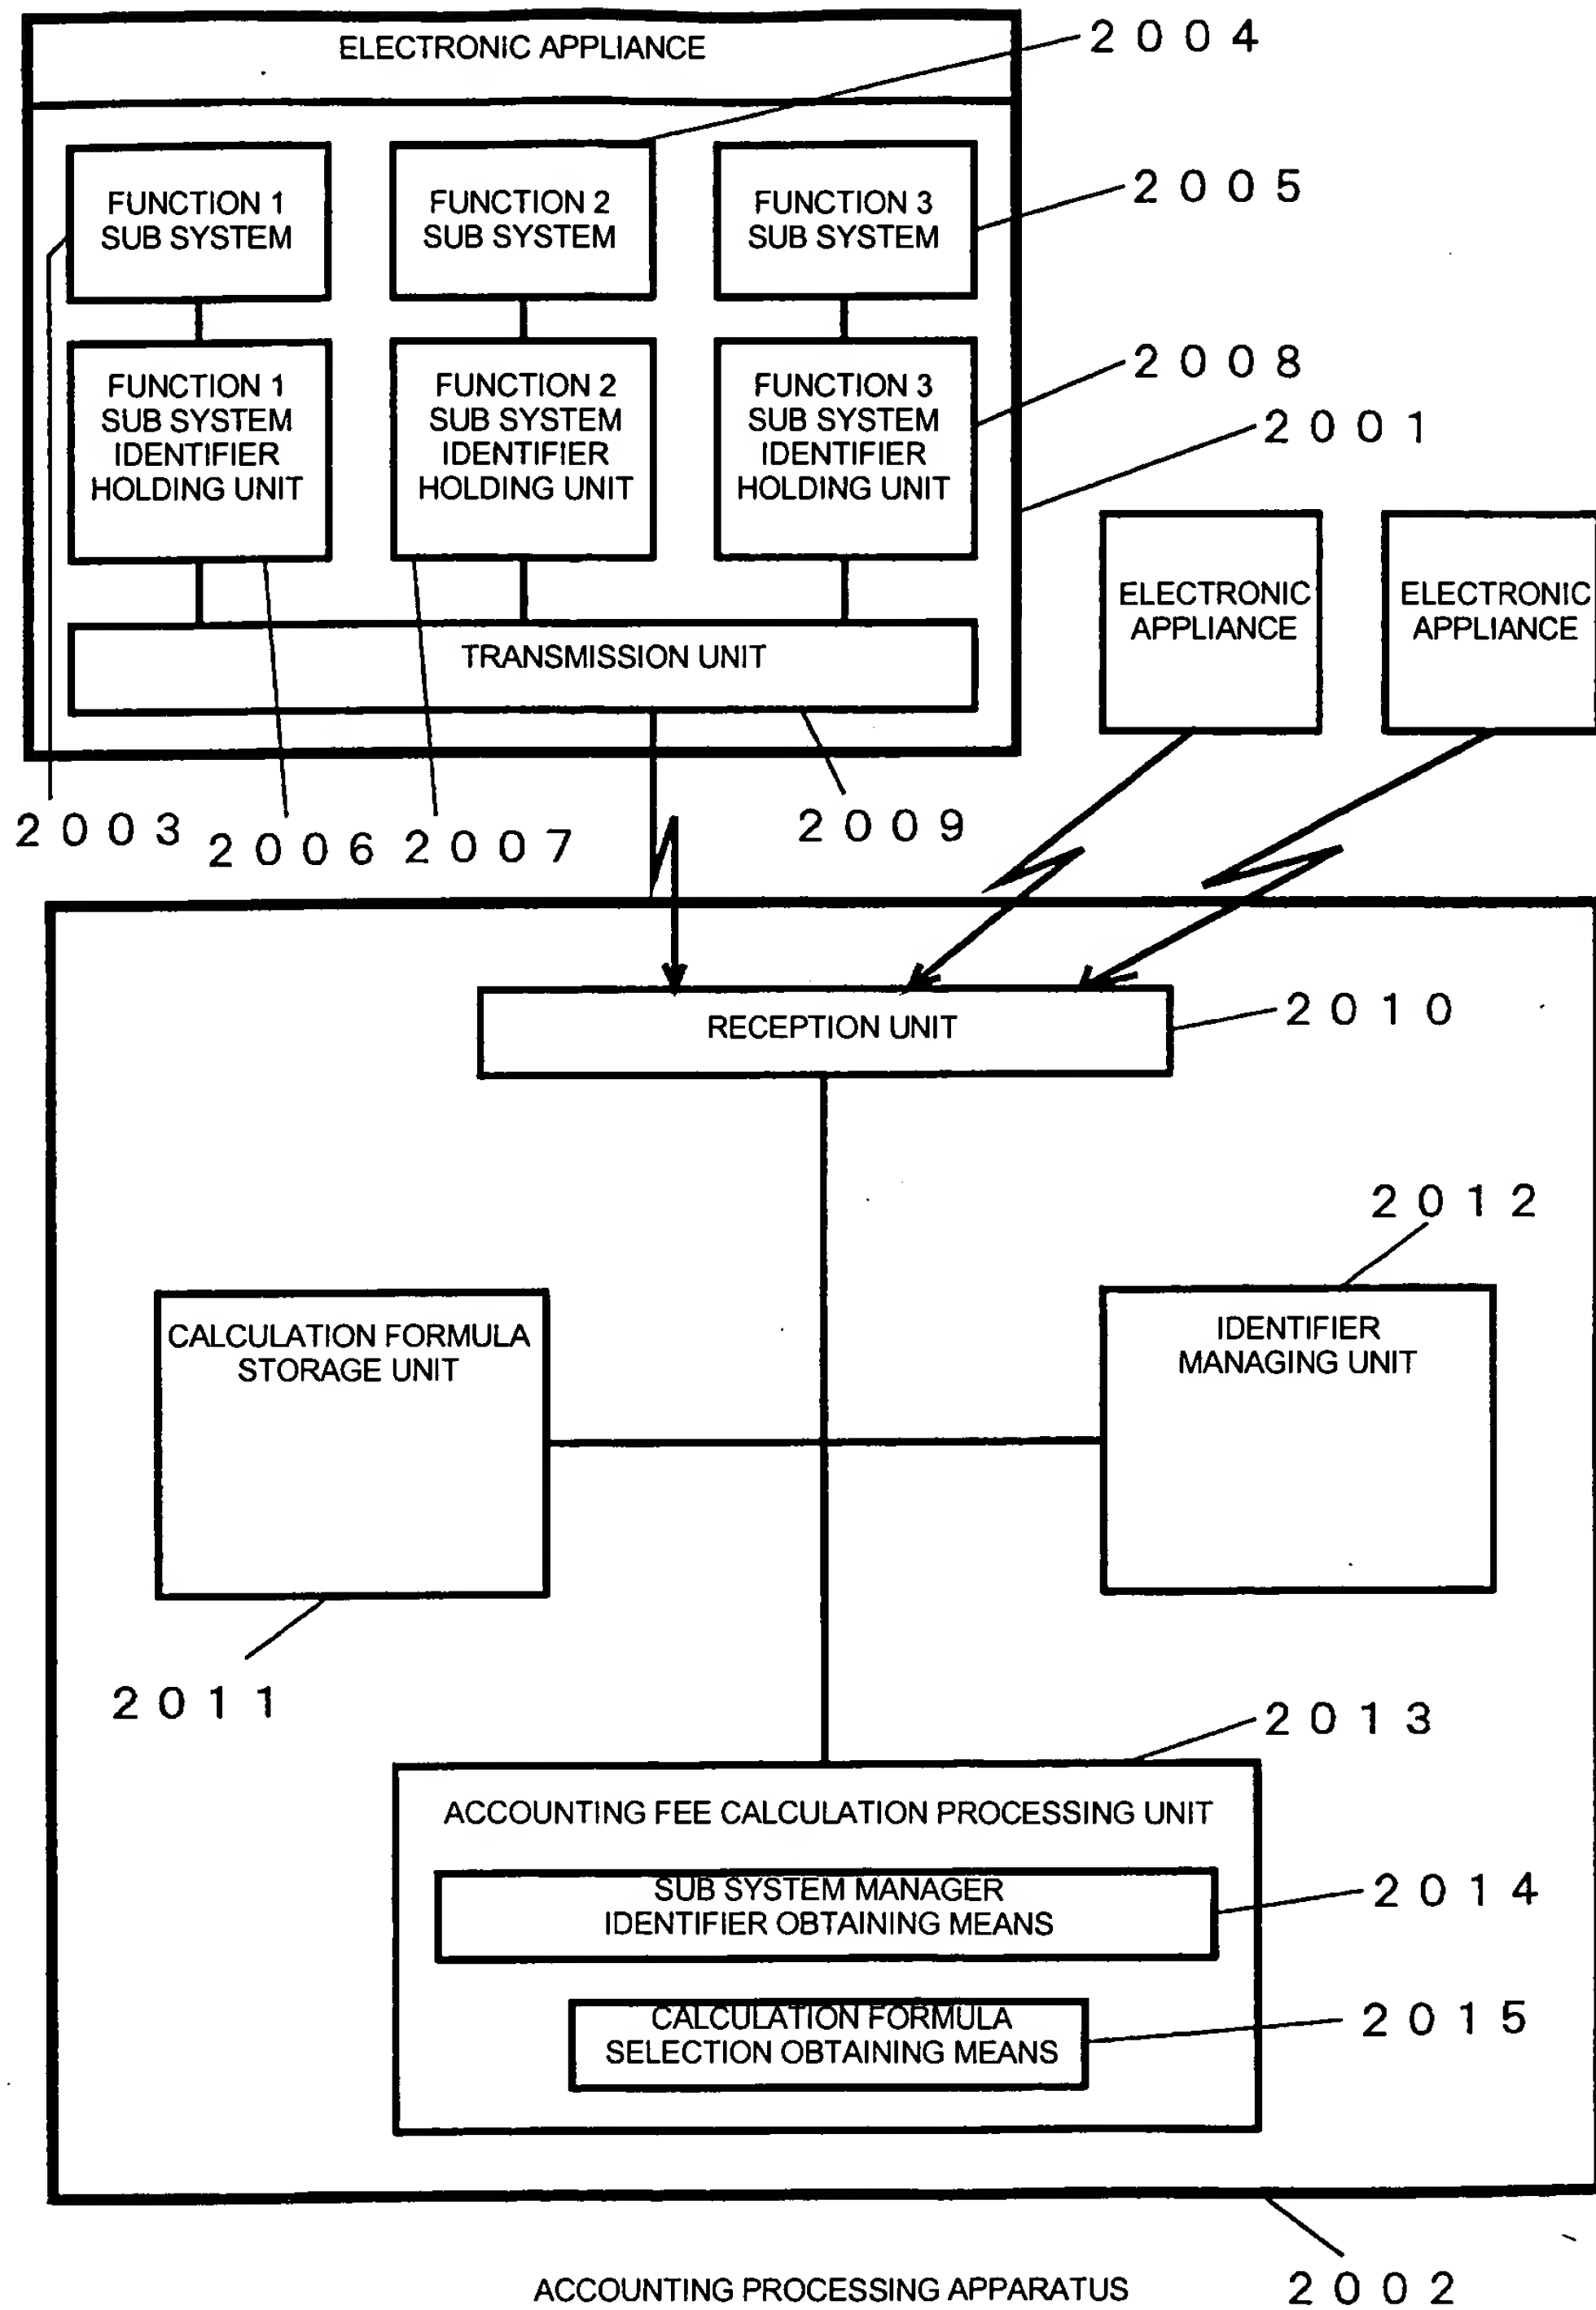 ELECTRONIC APPLIANCE
2004
FUNCTION 1
SUB SYSTEM
FUNCTION 2
SUB SYSTEM
FUNCTION 3
SUB SYSTEM
2005
FUNCTION 1
SUB SYSTEM
IDENTIFIER
HOLDING UNIT
FUNCTION 2
SUB SYSTEM
IDENTIFIER
HOLDING UNIT
FUNCTION 3
SUB SYSTEM
IDENTIFIER
HOLDING UNIT
2008
2001
ELECTRONIC
APPLIANCE
ELECTRONIC
APPLIANCE
TRANSMISSION UNIT
2003
2006
2007
2009
RECEPTION UNIT
2010
2012
CALCULATION FORMULA
STORAGE UNIT
IDENTIFIER
MANAGING UNIT
2011
2013
ACCOUNTING FEE CALCULATION PROCESSING UNIT
SUB SYSTEM MANAGER
IDENTIFIER OBTAINING MEANS
2014
CALCULATION FORMULA
SELECTION OBTAINING MEANS
2015
ACCOUNTING PROCESSING APPARATUS
2002